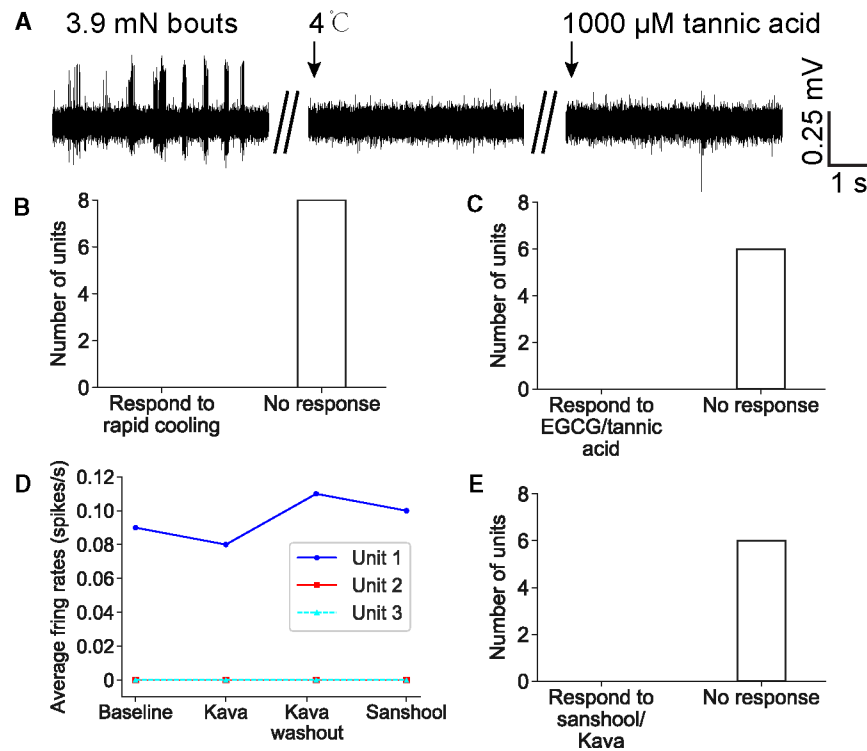 A
3.9 mN bouts
4 ℃
1000 µM tannic acid
0.25 mV
1 s
B
Number of units
8
6
4
2
0
Respond to
rapid cooling
No response
C
Number of units
8
6
4
2
0
Respond to
EGCG/tannic
acid
No response
D
Average fring rates (spikes/s)
0.12
0.10
0.08
0.06
0.04
0.02
0
Unit 1
Unit 2
Unit 3
Baseline
Kava
Kava
washout
Sanshool
E
Number of units
8
6
4
2
0
Respond to
sanshool/
Kava
No response